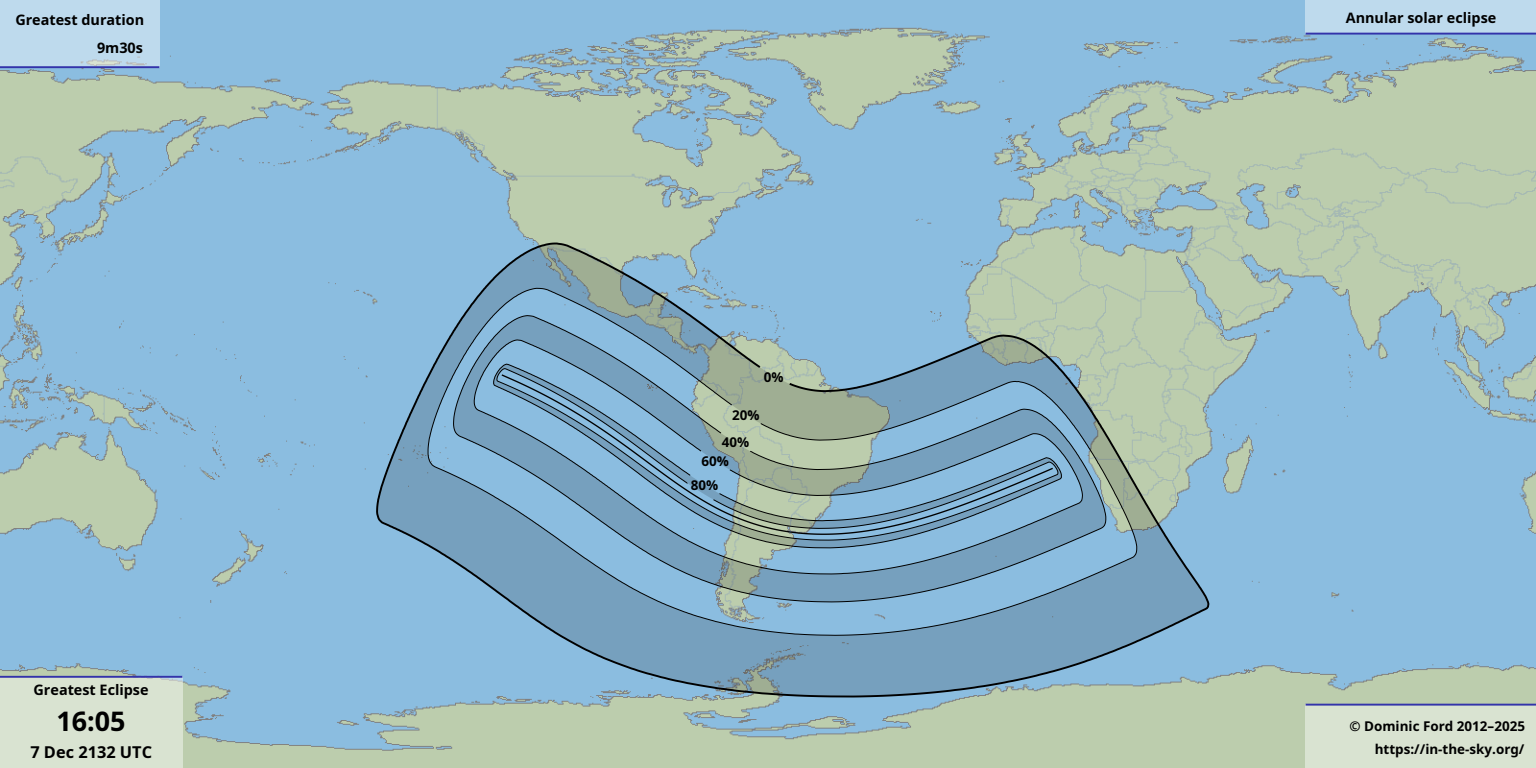 Greatest duration
9m30s
Annular solar eclipse
0%
20%
40%
60%
80%
Greatest Eclipse
16:05
7 Dec 2132 UTC
© Dominic Ford 2012–2025
https://in-the-sky.org/